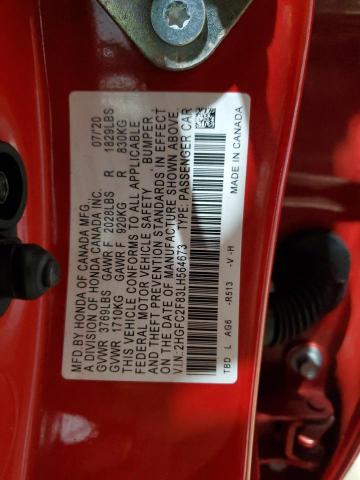 MFD BY HONDA OF CANADA MFG. 07/20
A DIVISION OF HONDA CANADA INC.
GVWR 3769LBS GAWR F 2028LBS R 1829LBS
GVWR 1710KG GAWR F 920KG R 830KG
THIS VEHICLE CONFORMS TO ALL APPLICABLE
FEDERAL MOTOR VEHICLE SAFETY, BUMPER,
AND THEFT PREVENTION STANDARDS IN EFFECT
ON THE DATE OF MANUFACTURE SHOWN ABOVE.
V.I.N:2HGFC2F83LH564673 TYPE: PASSENGER CAR
TBD L AG6 -R513 -V -H MADE IN CANADA